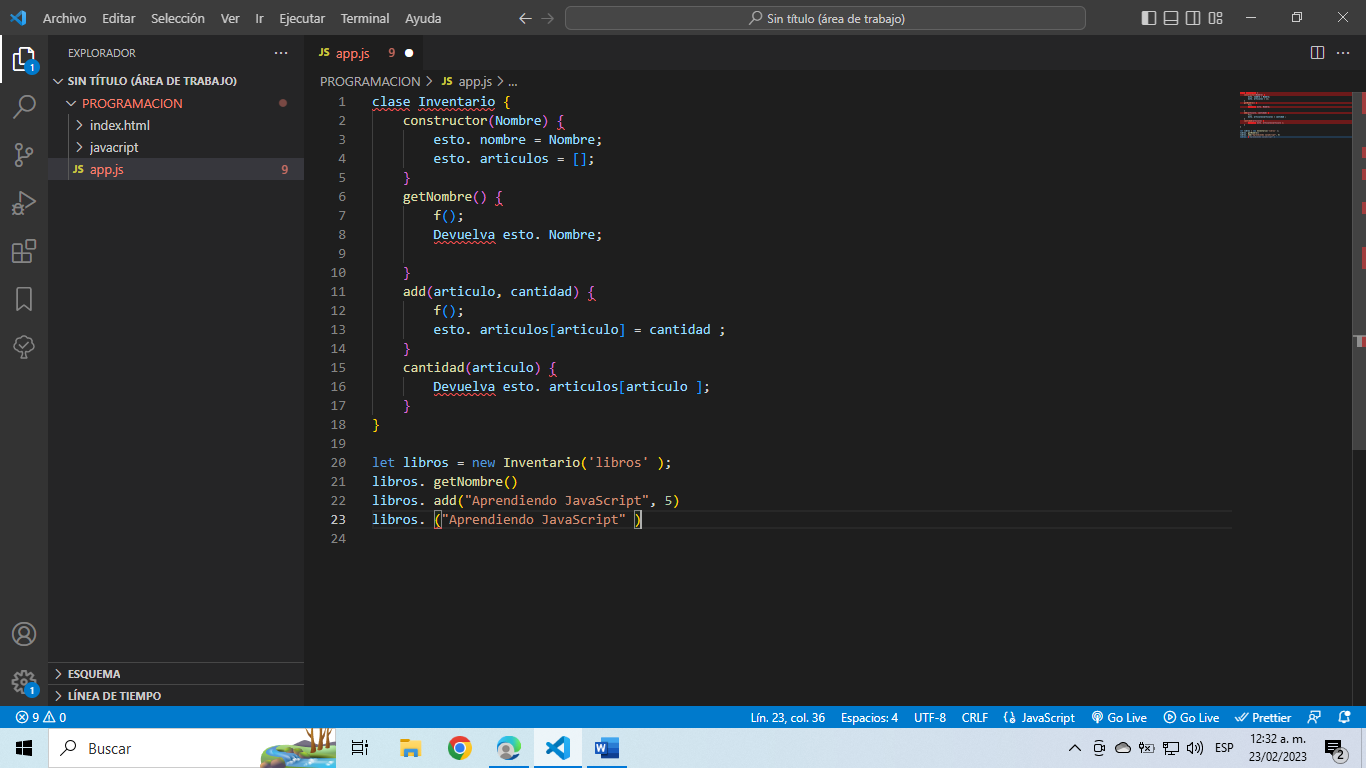 Archivo Editar Selección Ver Ir Ejecutar Terminal Ayuda
Sin título (área de trabajo)
EXPLORADOR
SIN TÍTULO (ÁREA DE TRABAJO)
PROGRAMACION
index.html
javacript
JS app.js 9
ESQUEMA
LÍNEA DE TIEMPO
1
1
JS app.js 9
PROGRAMACION > JS app.js > ...
1 clase Inventario {
2 constructor(Nombre) {
3 esto. nombre = Nombre;
4 esto. articulos = [];
5 }
6 getNombre() {
7 f();
8 Devuelva esto. Nombre;
9
10 }
11 add(articulo, cantidad) {
12 f();
13 esto. articulos[articulo] = cantidad ;
14 }
15 cantidad(articulo) {
16 Devuelva esto. articulos[articulo ];
17 }
18 }
19
20 let libros = new Inventario('libros' );
21 libros. getNombre()
22 libros. add("Aprendiendo JavaScript", 5)
23 libros. ("Aprendiendo JavaScript" )
24
9 0 Lín. 23, col. 36 Espacios: 4 UTF-8 CRLF {} JavaScript Go Live Go Live Prettier
Buscar
W
ESP
12:32 a. m.
23/02/2023
2